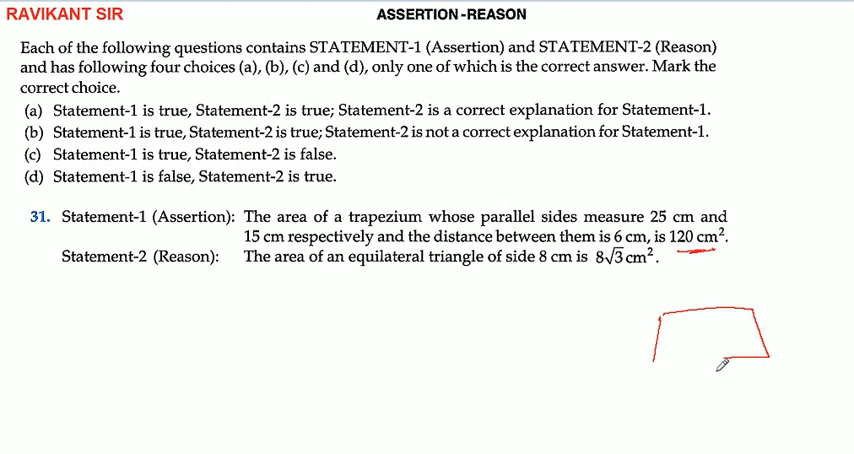 RAVIKANT SIR
ASSERTION-REASON
Each of the following questions contains STATEMENT-1 (Assertion) and STATEMENT-2 (Reason)
and has following four choices (a), (b), (c) and (d), only one of which is the correct answer. Mark the
correct choice.
(a) Statement-1 is true, Statement-2 is true; Statement-2 is a correct explanation for Statement-1.
(b) Statement-1 is true, Statement-2 is true; Statement-2 is not a correct explanation for Statement-1.
(c) Statement-1 is true, Statement-2 is false.
(d) Statement-1 is false, Statement-2 is true.
31. Statement-1 (Assertion): The area of a trapezium whose parallel sides measure 25 cm and
15 cm respectively and the distance between them is 6 cm, is 120 cm².
Statement-2 (Reason): The area of an equilateral triangle of side 8 cm is 8√3 cm².